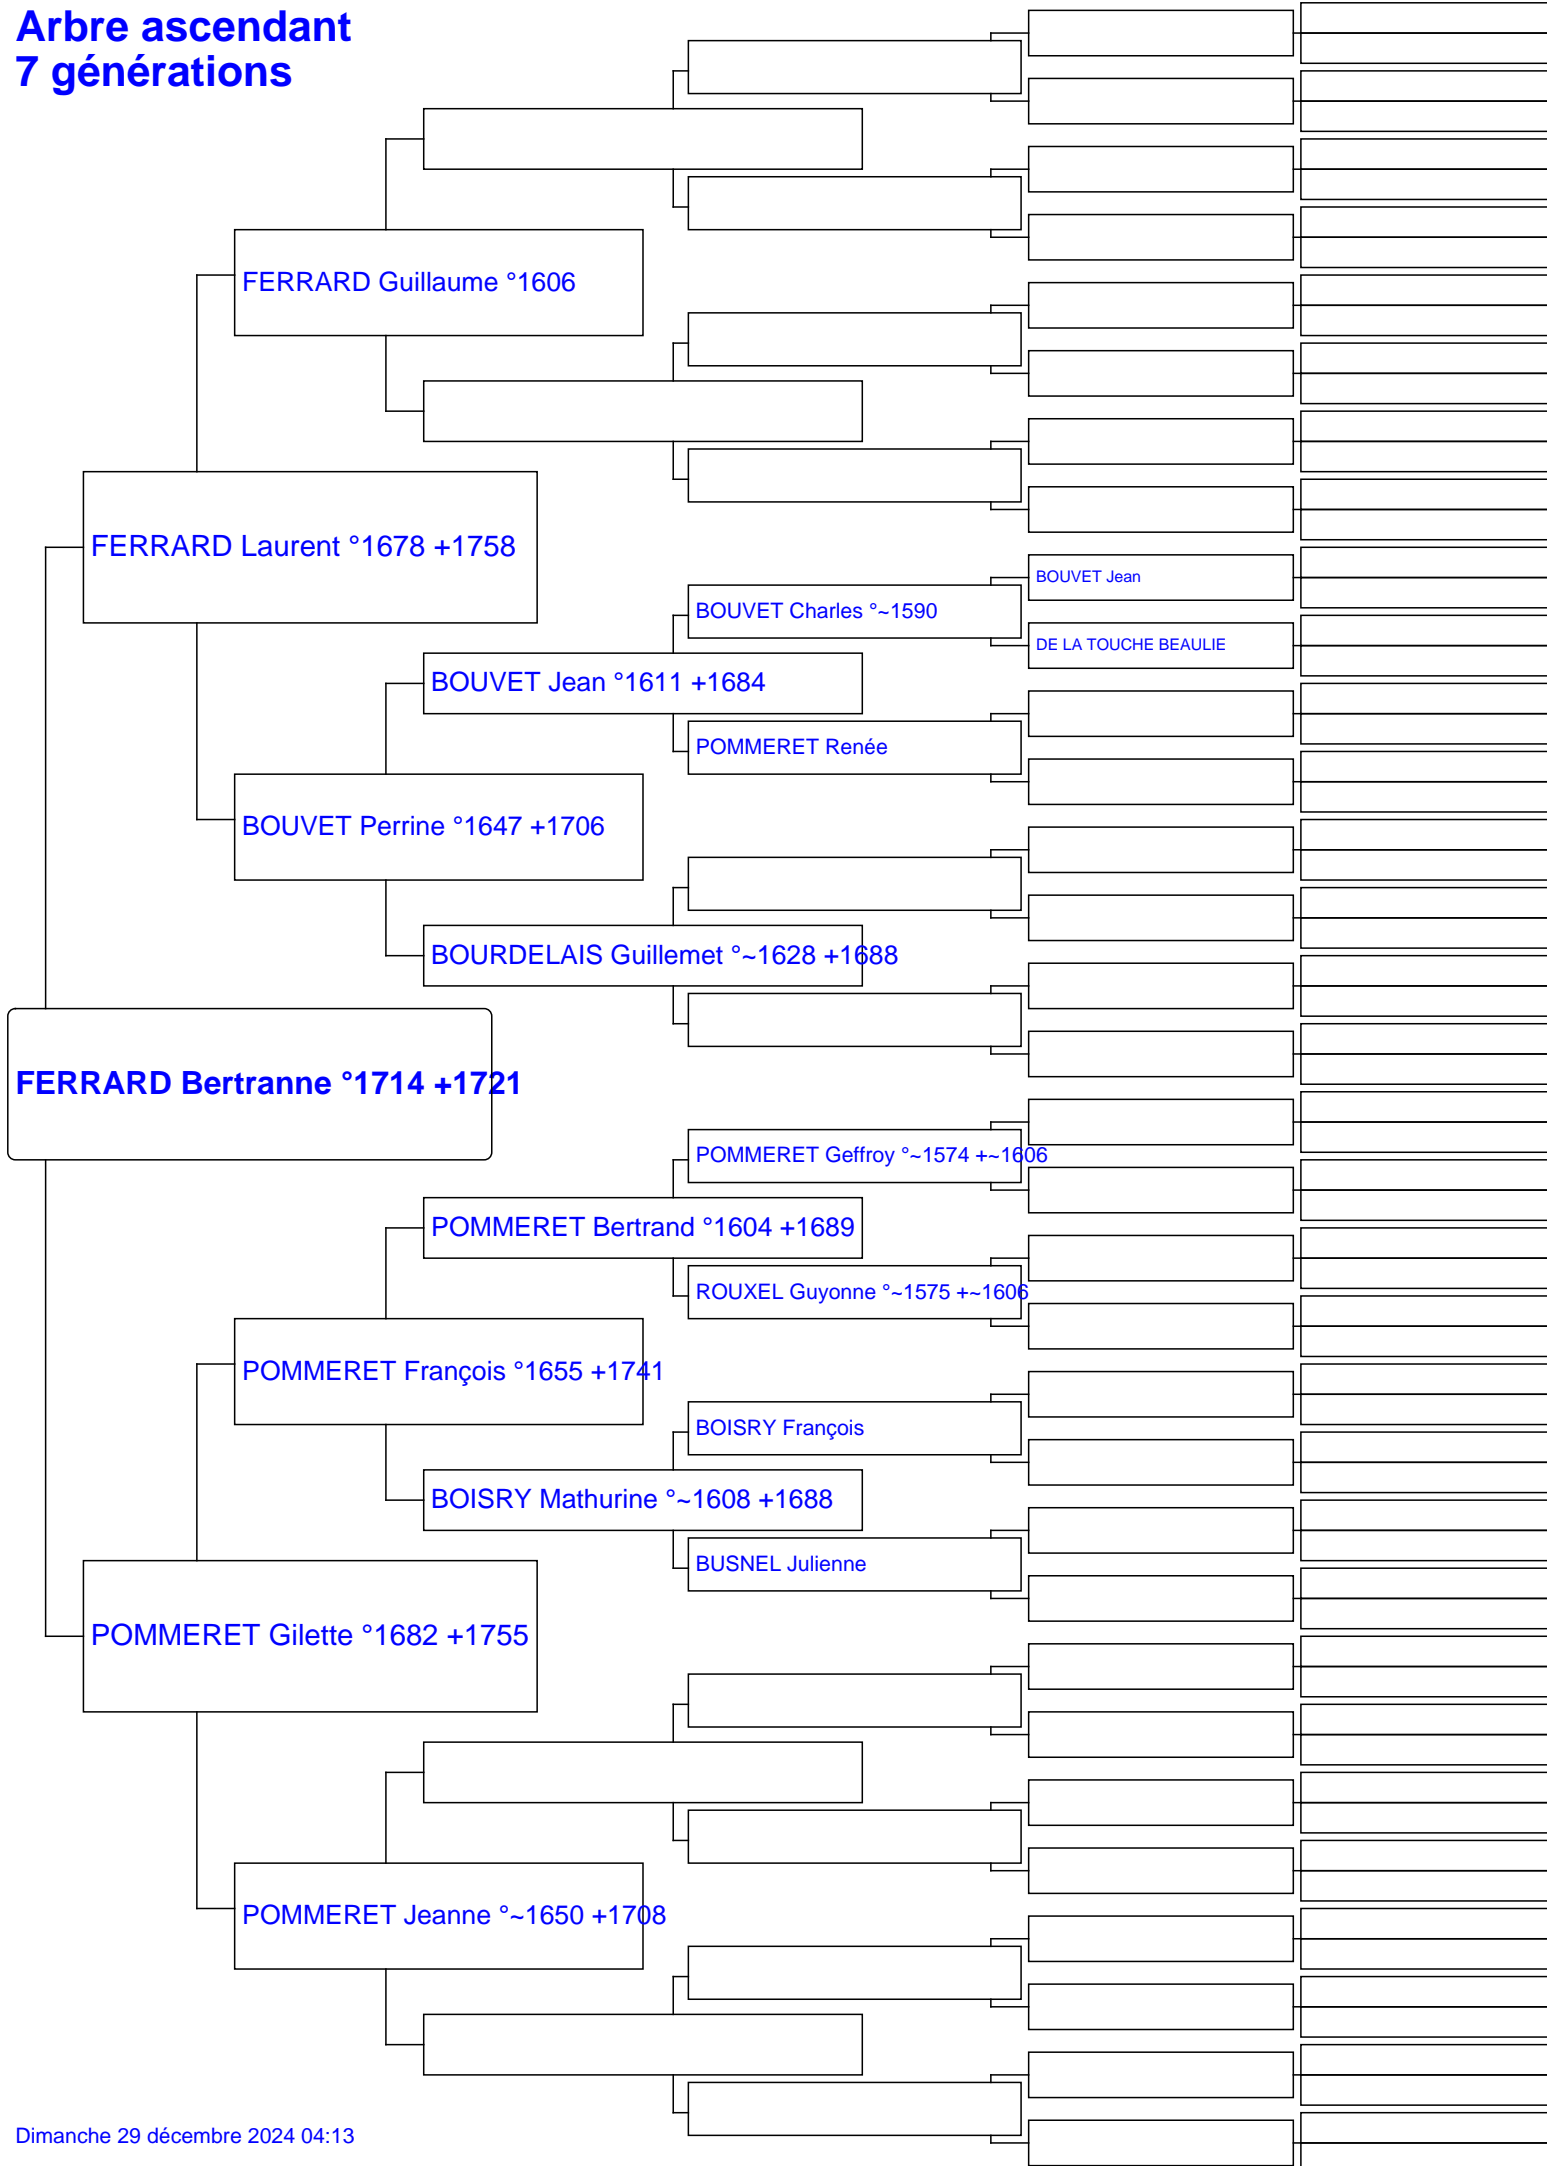 Arbre ascendant
7 générations
FERRARD Guillaume °1606
FERRARD Laurent °1678 +1758
BOUVET Jean
BOUVET Charles °~1590
DE LA TOUCHE BEAULIE
BOUVET Jean °1611 +1684
POMMERET Renée
BOUVET Perrine °1647 +1706
BOURDELAIS Guillemet °~1628 +1688
FERRARD Bertranne °1714 +1721
POMMERET Geffroy °~1574 +~1606
POMMERET Bertrand °1604 +1689
ROUXEL Guyonne °~1575 +~1606
POMMERET François °1655 +1741
BOISRY François
BOISRY Mathurine °~1608 +1688
BUSNEL Julienne
POMMERET Gilette °1682 +1755
POMMERET Jeanne °~1650 +1708
Dimanche 29 décembre 2024 04:13